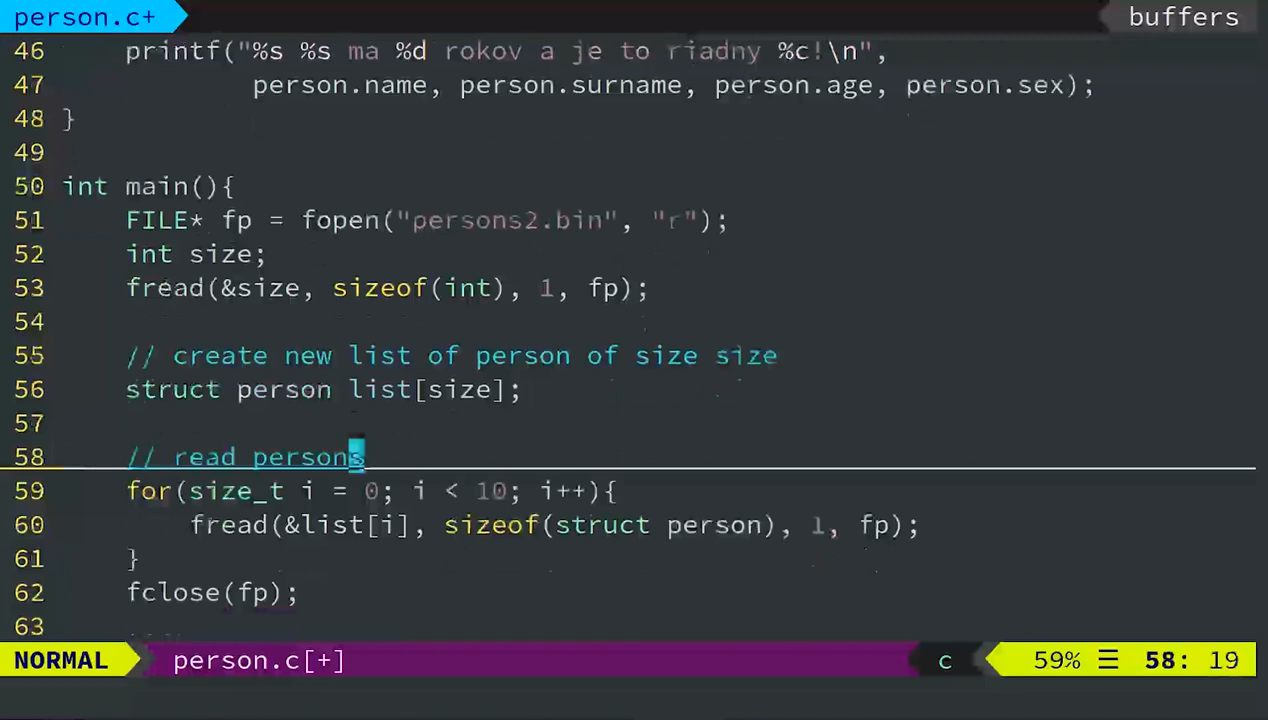 person.c+ buffers
46 printf("%s %s ma %d rokov a je to riadny %c!\n",
47 person.name, person.surname, person.age, person.sex);
48 }
49
50 int main(){
51 FILE* fp = fopen("persons2.bin", "r");
52 int size;
53 fread(&size, sizeof(int), 1, fp);
54
55 // create new list of person of size size
56 struct person list[size];
57
58 // read persons
59 for(size_t i = 0; i < 10; i++){
60 fread(&list[i], sizeof(struct person), 1, fp);
61 }
62 fclose(fp);
63
NORMAL person.c[+] c 59% ☰ 58: 19